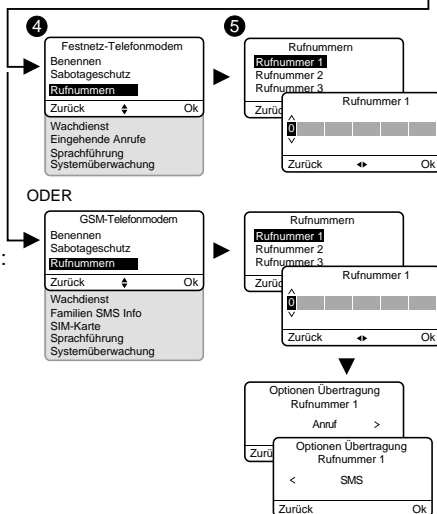 4
Festnetz-Telefonmodem
Benennen
Sabotageschutz
Rufnummern
Zurück Ok
Wachdienst
Eingehende Anrufe
Sprachführung
Systemüberwachung
5
Rufnummern
Rufnummer 1
Rufnummer 2
Rufnummer 3
Zurüc
Rufnummer 1
0
Zurück Ok
ODER
:
GSM-Telefonmodem
Benennen
Sabotageschutz
Rufnummern
Zurück Ok
Wachdienst
Familien SMS Info
SIM-Karte
Sprachführung
Systemüberwachung
Rufnummern
Rufnummer 1
Rufnummer 2
Rufnummer 3
Zurüc
Rufnummer 1
0
Zurück Ok
Optionen Übertragung
Rufnummer 1
Anruf >
Zurü
Optionen Übertragung
Rufnummer 1
< SMS
Zurück Ok